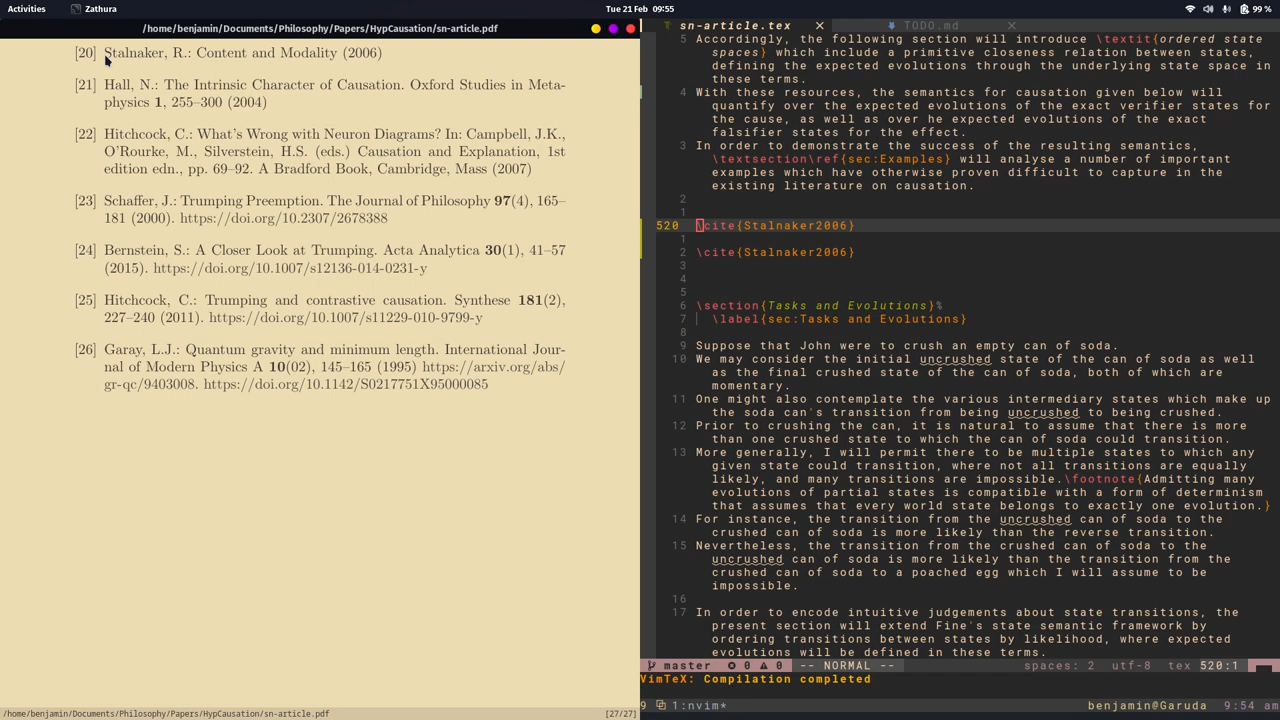 Activities Zathura Tue 21 Feb 09:55 99 %
/home/benjamin/Documents/Philosophy/Papers/HypCausation/sn-article.pdf
[20] Stalnaker, R.: Content and Modality (2006)
[21] Hall, N.: The Intrinsic Character of Causation. Oxford Studies in Meta-
physics 1, 255–300 (2004)
[22] Hitchcock, C.: What's Wrong with Neuron Diagrams? In: Campbell, J.K.,
O'Rourke, M., Silverstein, H.S. (eds.) Causation and Explanation, 1st
edition edn., pp. 69–92. A Bradford Book, Cambridge, Mass (2007)
[23] Schaffer, J.: Trumping Preemption. The Journal of Philosophy 97(4), 165–
181 (2000). https://doi.org/10.2307/2678388
[24] Bernstein, S.: A Closer Look at Trumping. Acta Analytica 30(1), 41–57
(2015). https://doi.org/10.1007/s12136-014-0231-y
[25] Hitchcock, C.: Trumping and contrastive causation. Synthese 181(2),
227–240 (2011). https://doi.org/10.1007/s11229-010-9799-y
[26] Garay, L.J.: Quantum gravity and minimum length. International Jour-
nal of Modern Physics A 10(02), 145–165 (1995) https://arxiv.org/abs/
gr-qc/9403008. https://doi.org/10.1142/S0217751X95000085
/home/benjamin/Documents/Philosophy/Papers/HypCausation/sn-article.pdf [27/27]
sn-article.tex TODO.md
5 Accordingly, the following section will introduce \textit{ordered state
spaces} which include a primitive closeness relation between states,
defining the expected evolutions through the underlying state space in
these terms.
4 With these resources, the semantics for causation given below will
quantify over the expected evolutions of the exact verifier states for
the cause, as well as over he expected evolutions of the exact
falsifier states for the effect.
3 In order to demonstrate the success of the resulting semantics,
\textsection\ref{sec:Examples} will analyse a number of important
examples which have otherwise proven difficult to capture in the
existing literature on causation.
2
1
520 \cite{Stalnaker2006}
1
2 \cite{Stalnaker2006}
3
4
5
6 \section{Tasks and Evolutions}%
7 \label{sec:Tasks and Evolutions}
8
9 Suppose that John were to crush an empty can of soda.
10 We may consider the initial uncrushed state of the can of soda as well
as the final crushed state of the can of soda, both of which are
momentary.
11 One might also contemplate the various intermediary states which make up
the soda can's transition from being uncrushed to being crushed.
12 Prior to crushing the can, it is natural to assume that there is more
than one crushed state to which the can of soda could transition.
13 More generally, I will permit there to be multiple states to which any
given state could transition, where not all transitions are equally
likely, and many transitions are impossible.\footnote{Admitting many
evolutions of partial states is compatible with a form of determinism
that assumes that every world state belongs to exactly one evolution.}
14 For instance, the transition from the uncrushed can of soda to the
crushed can of soda is more likely than the reverse transition.
15 Nevertheless, the transition from the crushed can of soda to the
uncrushed can of soda is more likely than the transition from the
crushed can of soda to a poached egg which I will assume to be
impossible.
16
17 In order to encode intuitive judgements about state transitions, the
present section will extend Fine's state semantic framework by
ordering transitions between states by likelihood, where expected
evolutions will be defined in these terms.
master 0 0 -- NORMAL -- spaces: 2 utf-8 tex 520:1
VimTeX: Compilation completed
9 1:nvim* benjamin@Garuda 9:54 am